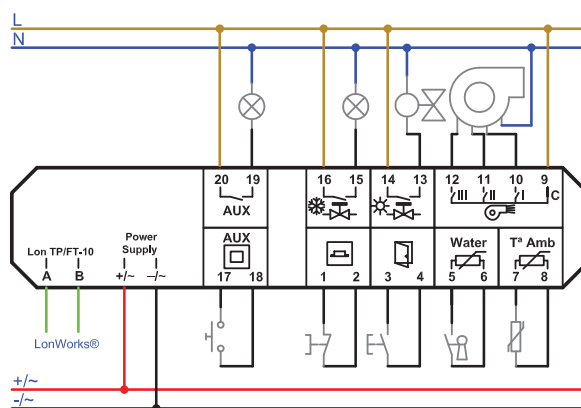 L
N
20 19 16 15 14 13 12 11 10 9
III II I C
AUX
Lon TP/FT-10 Power Supply AUX Water Tª Amb
A B +/~ –/~ 17 18 1 2 3 4 5 6 7 8
LonWorks®
+/~
-/~